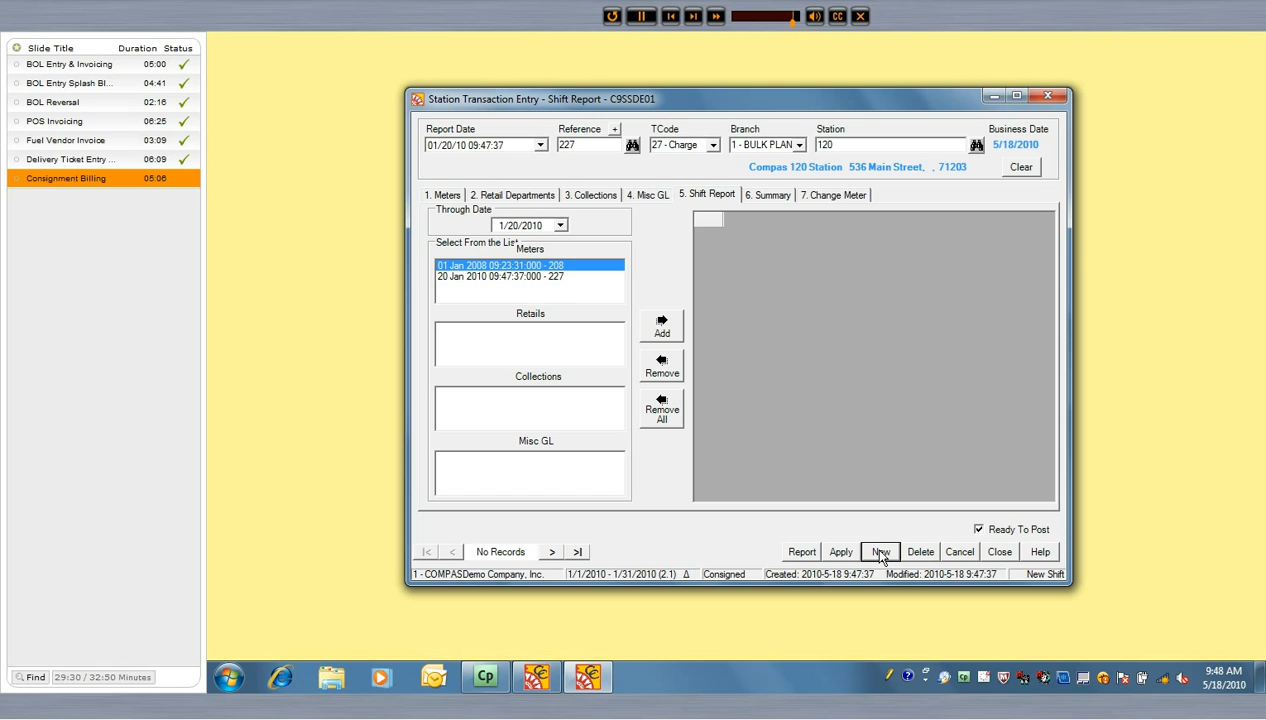 CC
Slide Title Duration Status
BOL Entry & Invoicing 05:00
BOL Entry Splash Bl... 04:41
BOL Reversal 02:16
POS Invoicing 06:25
Fuel Vendor Invoice 03:09
Delivery Ticket Entry ... 06:09
Consignment Billing 05:06
Station Transaction Entry - Shift Report - C9SSDE01
Report Date Reference + TCode Branch Station Business Date
01/20/10 09:47:37 227 27 - Charge 1 - BULK PLAN 120 5/18/2010
Compas 120 Station 536 Main Street, , 71203 Clear
1. Meters 2. Retail Departments 3. Collections 4. Misc GL 5. Shift Report 6. Summary 7. Change Meter
Through Date
1/20/2010
Select From the List
Meters
01 Jan 2008 09:23:31:000 - 208
20 Jan 2010 09:47:37:000 - 227
Retails
Add
Remove
Collections
Remove All
Misc GL
Ready To Post
No Records Report Apply New Delete Cancel Close Help
1 - COMPASDemo Company, Inc. 1/1/2010 - 1/31/2010 (2.1) Δ Consigned Created: 2010-5-18 9:47:37 Modified: 2010-5-18 9:47:37 New Shift
Find 29:30 / 32:50 Minutes
Cp
9:48 AM
5/18/2010